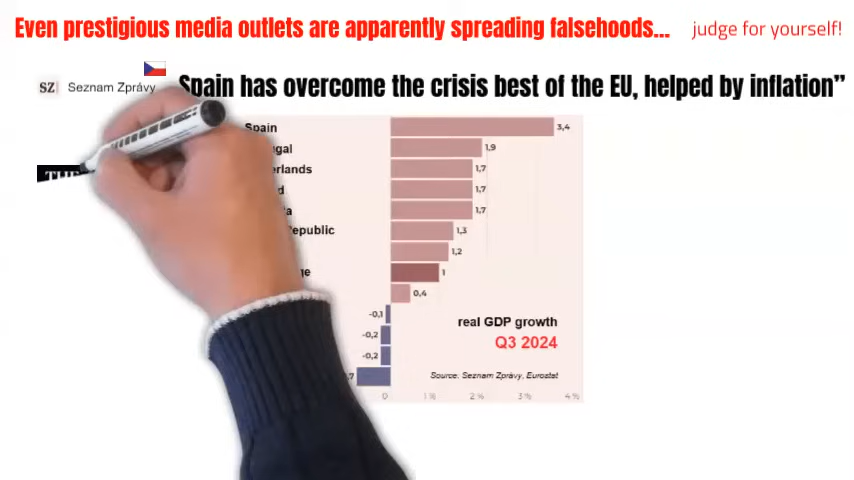 Even prestigious media outlets are apparently spreading falsehoods... judge for yourself!
SZ Seznam Zprávy Spain has overcome the crisis best of the EU, helped by inflation”
Spain 3,4
1,9
1,7
1,7
1,7
1,3
1,2
1
0,4
-0,1
-0,2
real GDP growth
Q3 2024
-0,2
Source: Seznam Zprávy, Eurostat
0 1 % 2 % 3 % 4 %